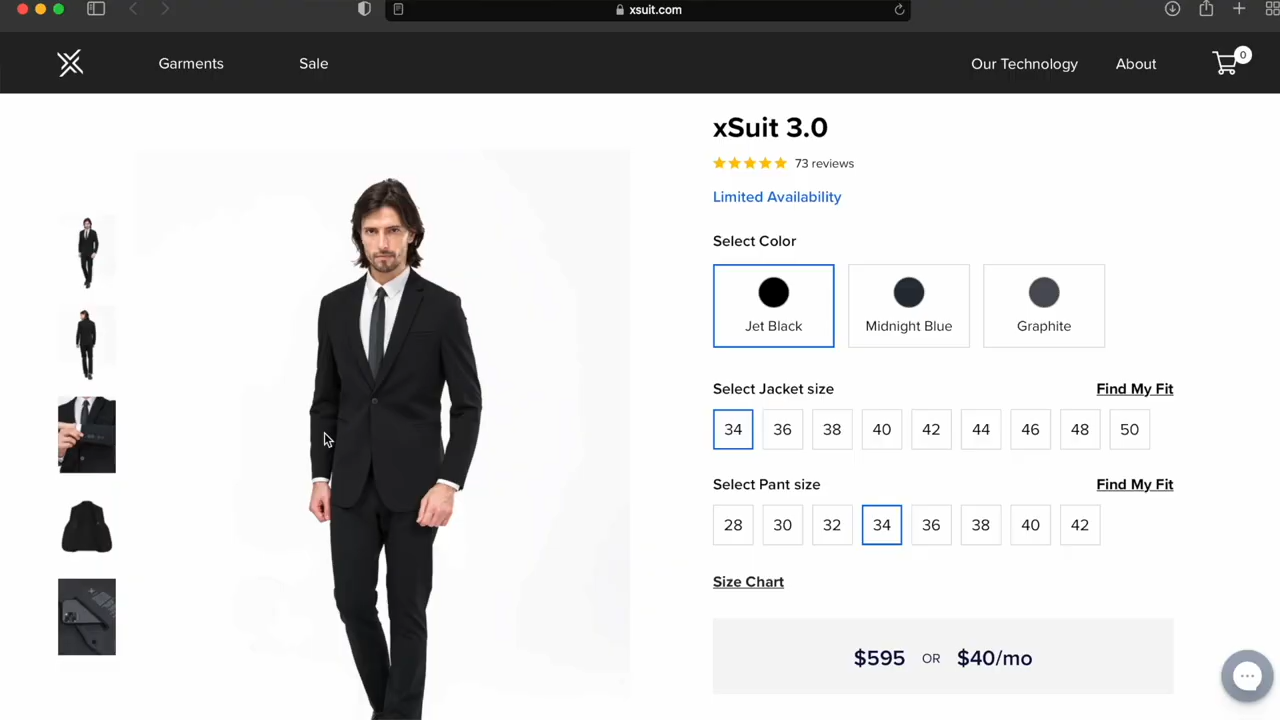 xsuit.com
Garments Sale Our Technology About 0
xSuit 3.0
73 reviews
Limited Availability
Select Color
Jet Black Midnight Blue Graphite
Select Jacket size Find My Fit
34 36 38 40 42 44 46 48 50
Select Pant size Find My Fit
28 30 32 34 36 38 40 42
Size Chart
$595 OR $40/mo